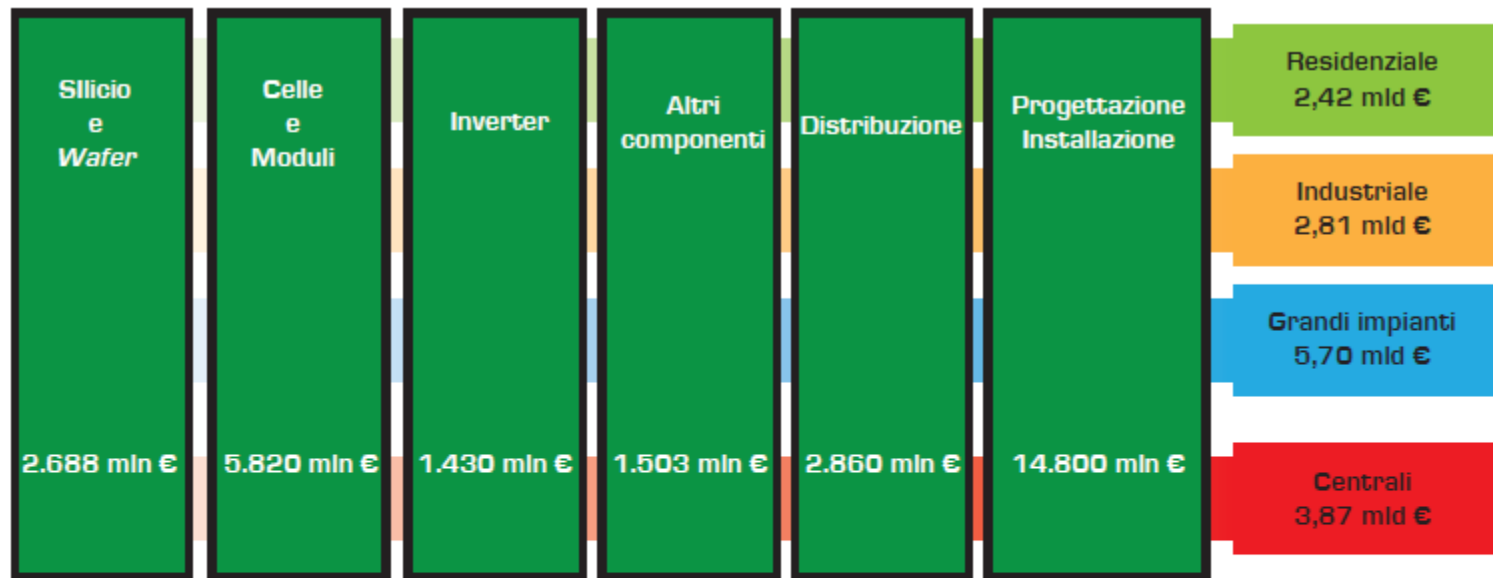 SIlicio
e
Wafer
2.688 mln €
Celle
e
Moduli
5.820 mln €
Inverter
1.430 mln €
Altri
componenti
1.503 mln €
Distribuzione
2.860 mln €
Progettazione
Installazione
14.800 mln €
Residenziale
2,42 mld €
Industriale
2,81 mld €
Grandi impianti
5,70 mld €
Centrali
3,87 mld €